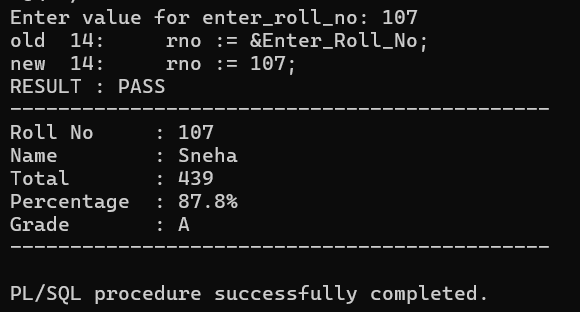 Enter value for enter_roll_no: 107
old  14:     rno := &Enter_Roll_No;
new  14:     rno := 107;
RESULT : PASS
---------------------------------------------
Roll No     : 107
Name        : Sneha
Total       : 439
Percentage  : 87.8%
Grade       : A
---------------------------------------------
PL/SQL procedure successfully completed.